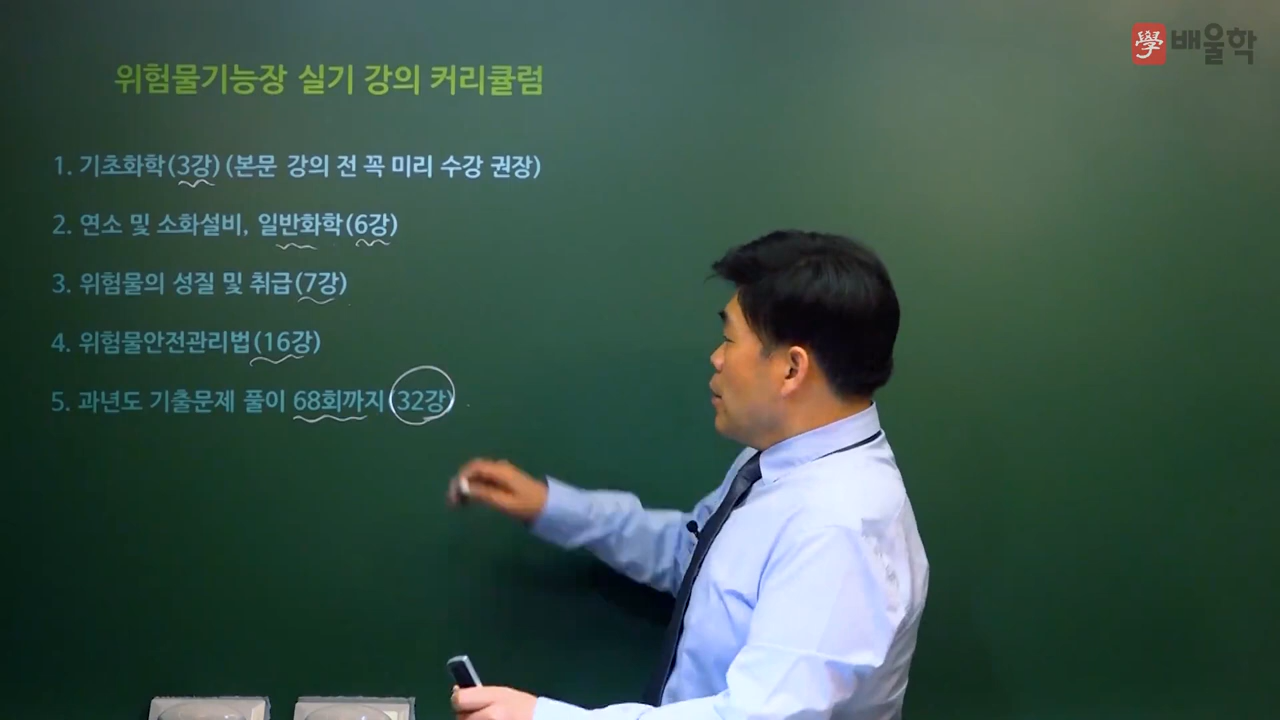 學 배울학
위험물기능장 실기 강의 커리큘럼
1. 기초화학(3강) (본문 강의 전 꼭 미리 수강 권장)
2. 연소 및 소화설비, 일반화학(6강)
3. 위험물의 성질 및 취급(7강)
4. 위험물안전관리법(16강)
5. 과년도 기출문제 풀이 68회까지(32강)